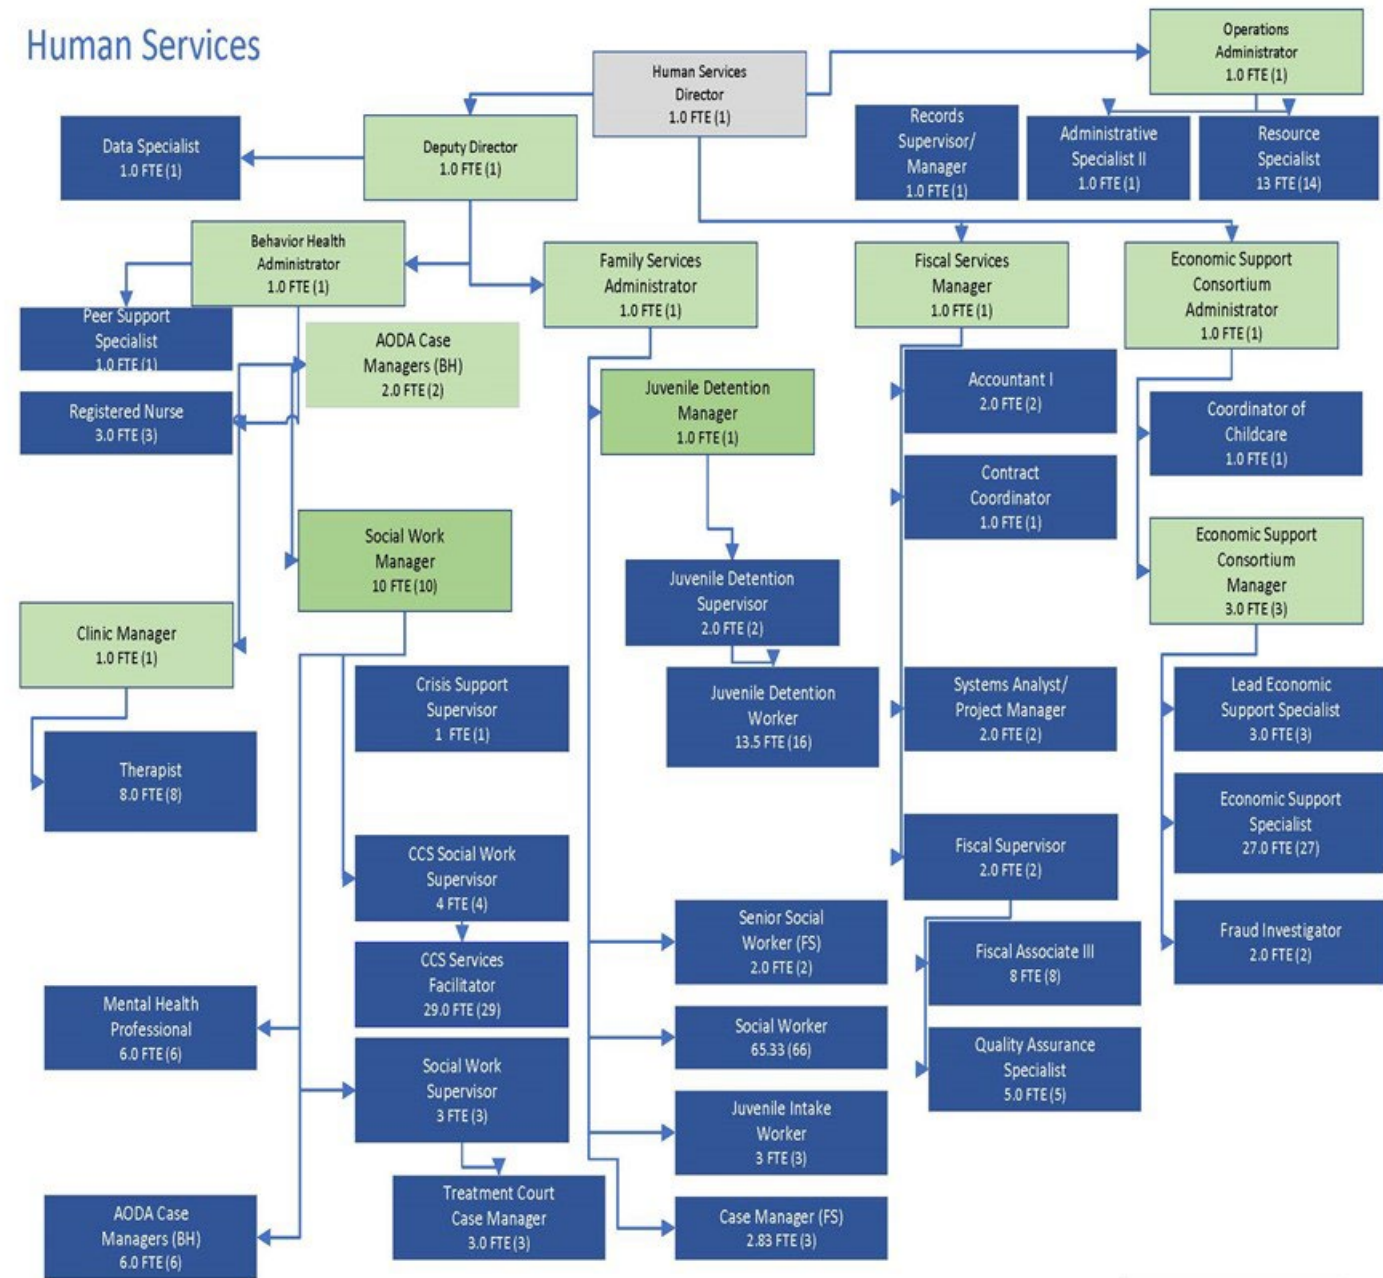 Human Services
Operations
Administrator
1.0 FTE (1)
Human Services
Director
1.0 FTE (1)
Records
Supervisor/
Manager
1.0 FTE (1)
Administrative
Specialist II
1.0 FTE (1)
Resource
Specialist
13 FTE (14)
Data Specialist
1.0 FTE (1)
Deputy Director
1.0 FTE (1)
Behavior Health
Administrator
1.0 FTE (1)
Family Services
Administrator
1.0 FTE (1)
Fiscal Services
Manager
1.0 FTE (1)
Economic Support
Consortium
Administrator
1.0 FTE (1)
Peer Support
Specialist
1.0 FTE (1)
AODA Case
Managers (BH)
2.0 FTE (2)
Registered Nurse
3.0 FTE (3)
Juvenile Detention
Manager
1.0 FTE (1)
Accountant I
2.0 FTE (2)
Coordinator of
Childcare
1.0 FTE (1)
Contract
Coordinator
1.0 FTE (1)
Social Work
Manager
10 FTE (10)
Economic Support
Consortium
Manager
3.0 FTE (3)
Juvenile Detention
Supervisor
2.0 FTE (2)
Clinic Manager
1.0 FTE (1)
Crisis Support
Supervisor
1 FTE (1)
Juvenile Detention
Worker
13.5 FTE (16)
Systems Analyst/
Project Manager
2.0 FTE (2)
Lead Economic
Support Specialist
3.0 FTE (3)
Therapist
8.0 FTE (8)
Economic Support
Specialist
27.0 FTE (27)
CCS Social Work
Supervisor
4 FTE (4)
Fiscal Supervisor
2.0 FTE (2)
Senior Social
Worker (FS)
2.0 FTE (2)
Fiscal Associate III
8 FTE (8)
Fraud Investigator
2.0 FTE (2)
CCS Services
Facilitator
29.0 FTE (29)
Mental Health
Professional
6.0 FTE (6)
Social Worker
65.33 (66)
Quality Assurance
Specialist
5.0 FTE (5)
Social Work
Supervisor
3 FTE (3)
Juvenile Intake
Worker
3 FTE (3)
Treatment Court
Case Manager
3.0 FTE (3)
AODA Case
Managers (BH)
6.0 FTE (6)
Case Manager (FS)
2.83 FTE (3)